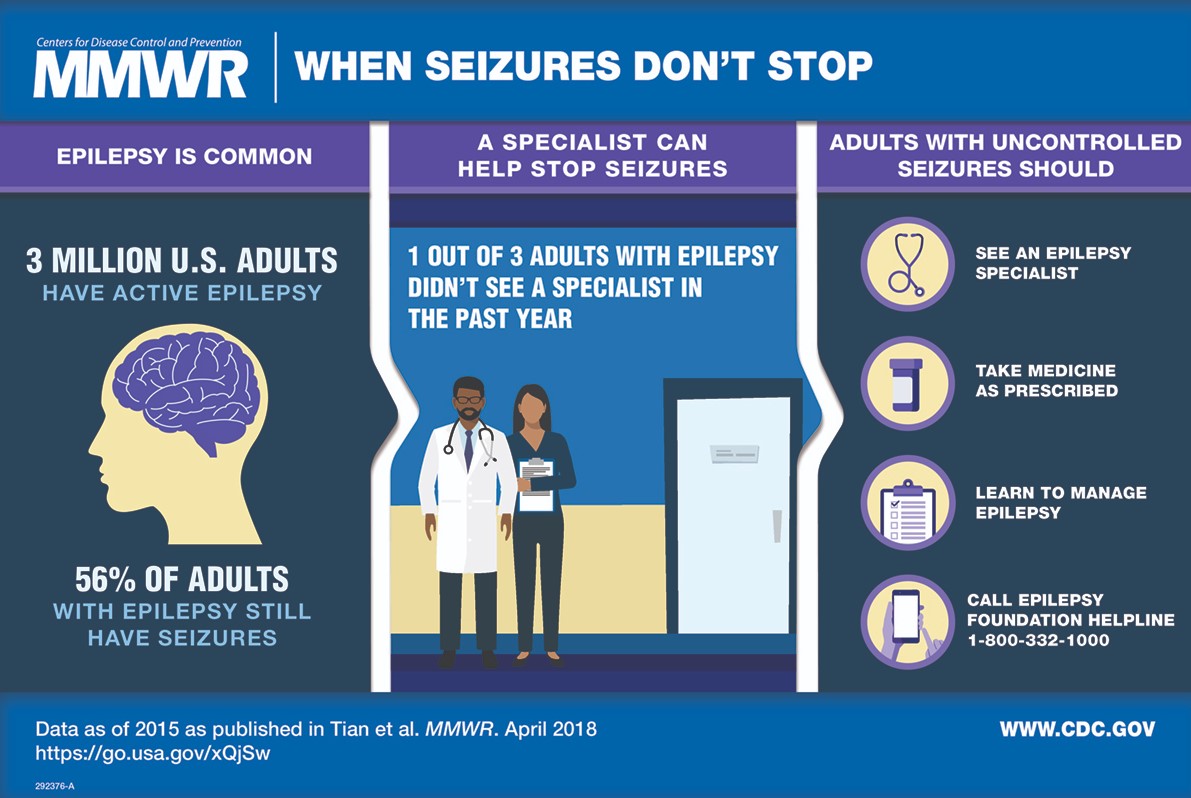 Centers for Disease Control and Prevention
MMWR
WHEN SEIZURES DON'T STOP
EPILEPSY IS COMMON
3 MILLION U.S. ADULTS
HAVE ACTIVE EPILEPSY
56% OF ADULTS
WITH EPILEPSY STILL
HAVE SEIZURES
A SPECIALIST CAN
HELP STOP SEIZURES
1 OUT OF 3 ADULTS WITH EPILEPSY
DIDN'T SEE A SPECIALIST IN
THE PAST YEAR
ADULTS WITH UNCONTROLLED
SEIZURES SHOULD
SEE AN EPILEPSY
SPECIALIST
TAKE MEDICINE
AS PRESCRIBED
LEARN TO MANAGE
EPILEPSY
CALL EPILEPSY
FOUNDATION HELPLINE
1-800-332-1000
Data as of 2015 as published in Tian et al. MMWR. April 2018
https://go.usa.gov/xQjSw
WWW.CDC.GOV
292376-A